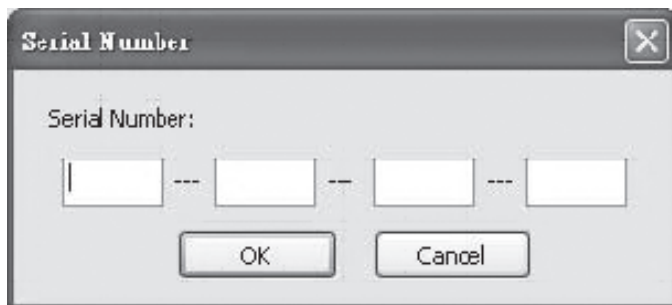 Serial Number
Serial Number:
--- --- ---
OK Cancel